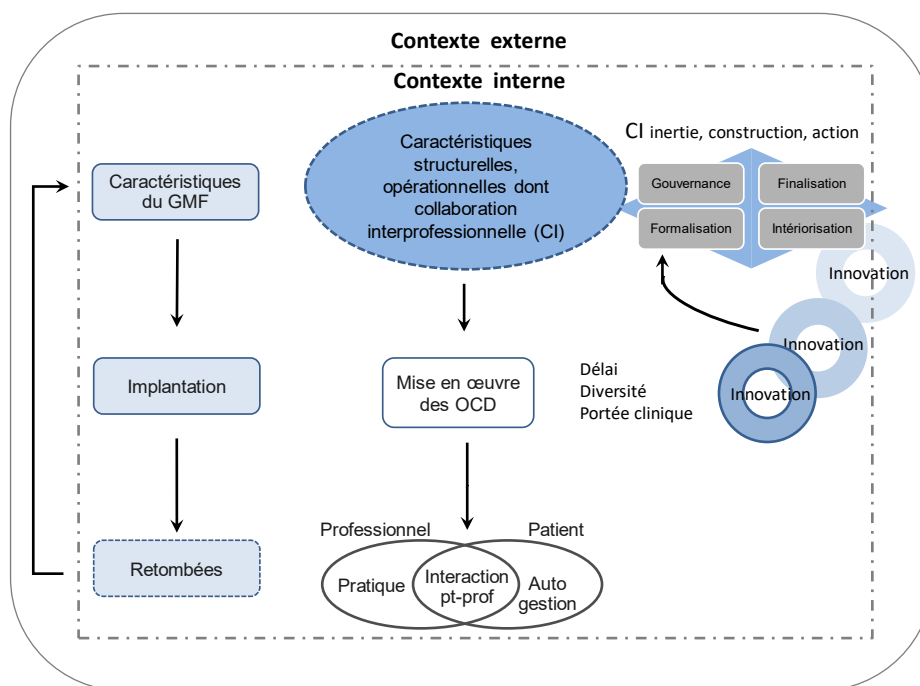 Contexte externe
Contexte interne
Caractéristiques
du GMF
Implantation
Retombées
Caractéristiques
structurelles,
opérationnelles dont
collaboration
interprofessionnelle (CI)
Mise en œuvre
des OCD
Professionnel
Patient
Pratique
Interaction
pt-prof
Auto
gestion
CI inertie, construction, action
Gouvernance
Finalisation
Formalisation
Intériorisation
Innovation
Innovation
Innovation
Délai
Diversité
Portée clinique